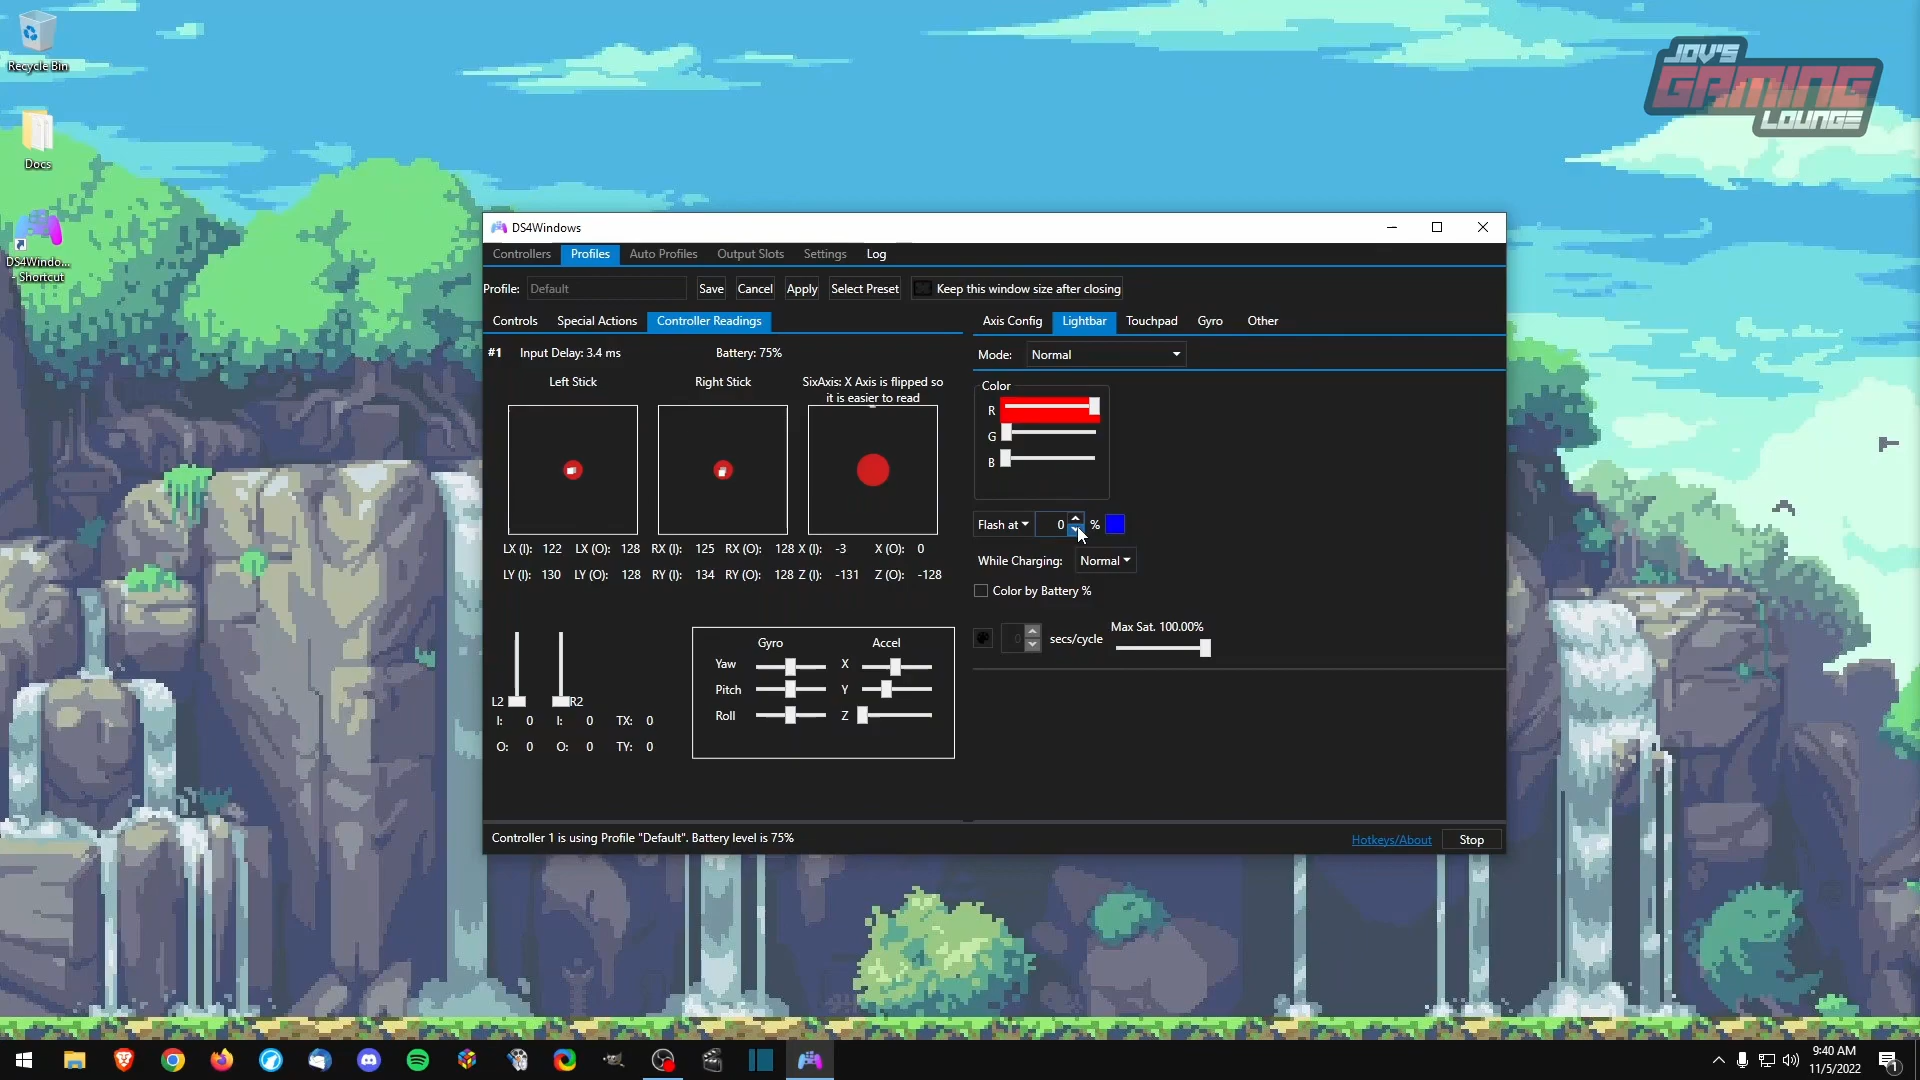 Recycle Bin
Docs
DS4Windo...
- Shortcut
JOV'S
GAMING
LOUNGE
DS4Windows
Controllers Profiles Auto Profiles Output Slots Settings Log
Profile: Default Save Cancel Apply Select Preset Keep this window size after closing
Controls Special Actions Controller Readings
Axis Config Lightbar Touchpad Gyro Other
#1 Input Delay: 3.4 ms Battery: 75%
Left Stick Right Stick SixAxis: X Axis is flipped so
it is easier to read
LX (I): 122 LX (O): 128 RX (I): 125 RX (O): 128 X (I): -3 X (O): 0
LY (I): 130 LY (O): 128 RY (I): 134 RY (O): 128 Z (I): -131 Z (O): -128
L2 R2
I: 0 I: 0 TX: 0
O: 0 O: 0 TY: 0
Gyro Accel
Yaw X
Pitch Y
Roll Z
Mode: Normal
Color
R
G
B
Flash at 0 %
While Charging: Normal
Color by Battery %
0 secs/cycle Max Sat. 100.00%
Controller 1 is using Profile "Default". Battery level is 75%
Hotkeys/About Stop
9:40 AM
11/5/2022
1